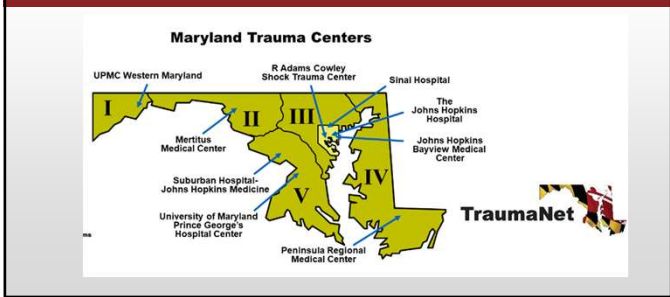 Maryland Trauma Centers
R Adams Cowley
Shock Trauma Center
UPMC Western Maryland
Sinai Hospital
The
Johns Hopkins
Hospital
I
II
III
Mertitus
Medical Center
Johns Hopkins
Bayview Medical
Center
Suburban Hospital-
Johns Hopkins Medicine
IV
V
University of Maryland
Prince George's
Hospital Center
TraumaNet
Peninsula Regional
Medical Center
ms